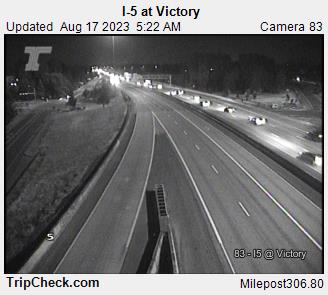 I-5 at Victory
Updated Aug 17 2023 5:22 AM Camera 83
S
83 - I5 @ Victory
TripCheck.com Milepost306.80